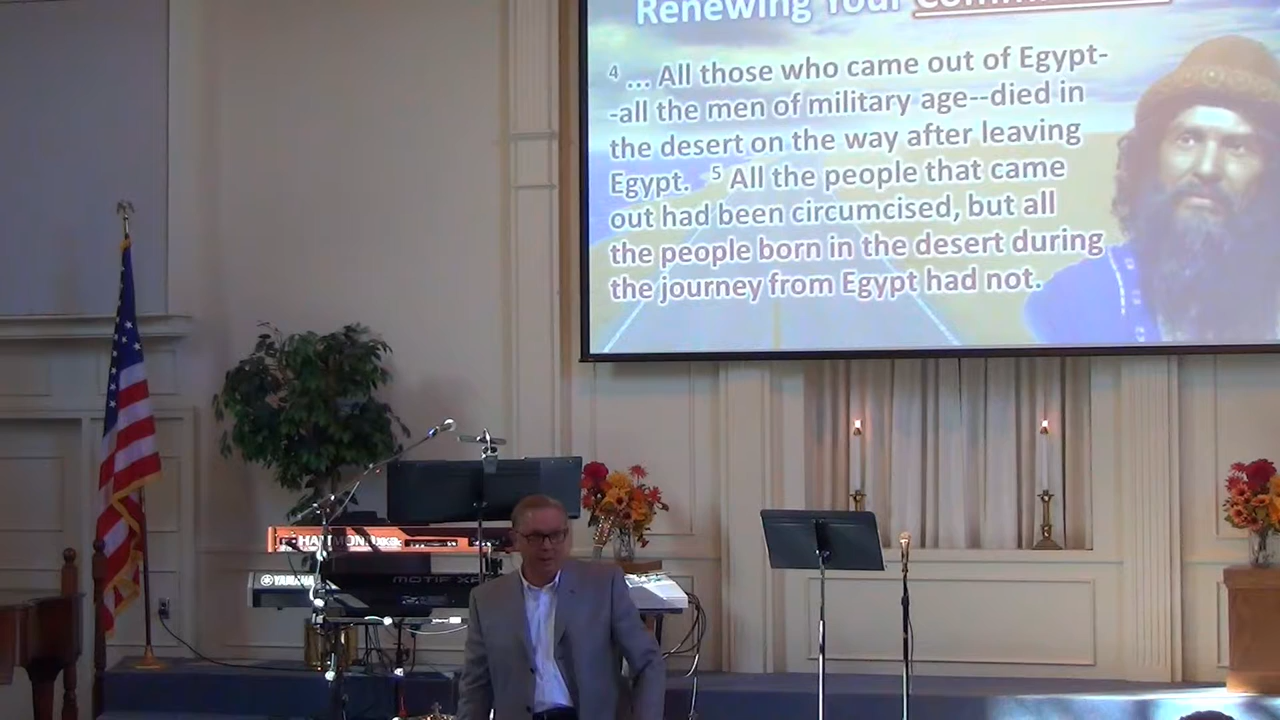 Renewing Your
4 ... All those who came out of Egypt-
-all the men of military age--died in
the desert on the way after leaving
Egypt. 5 All the people that came
out had been circumcised, but all
the people born in the desert during
the journey from Egypt had not.
HAMMOND
YAMAHA MOTIF XF